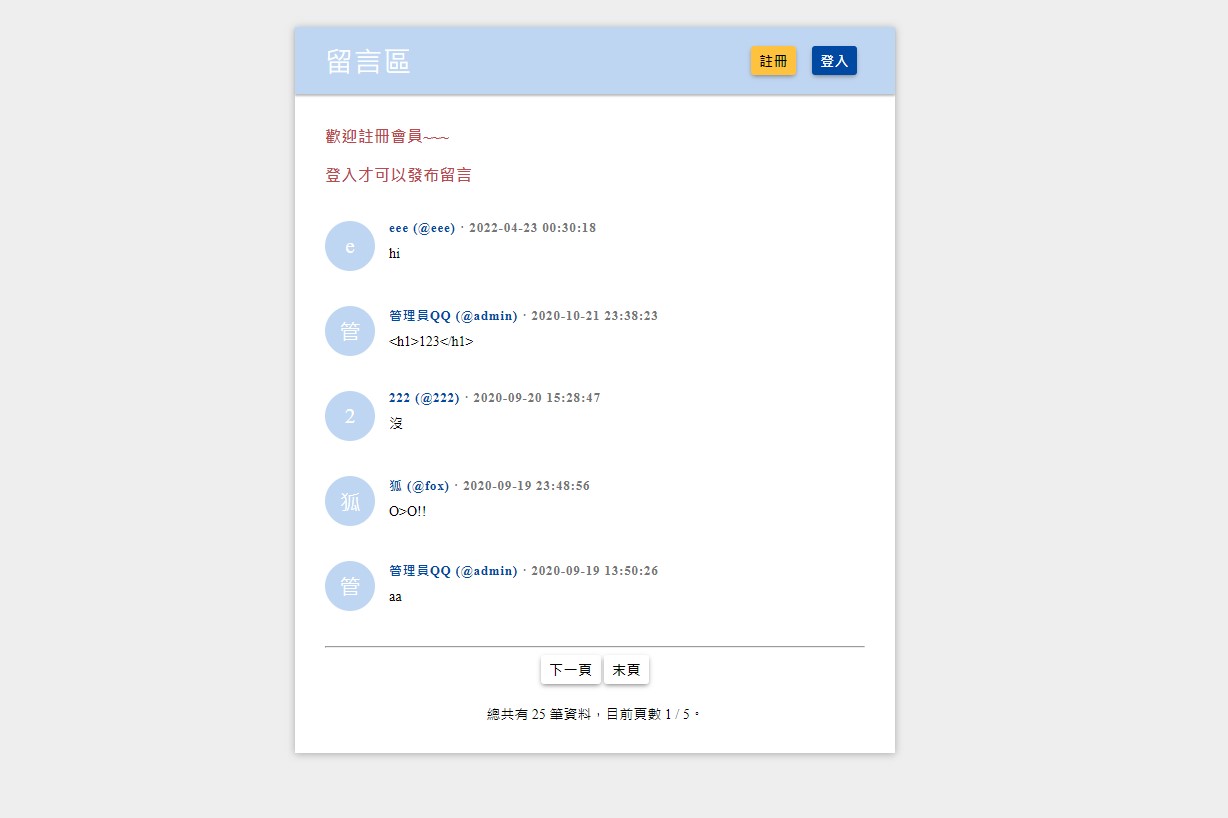 留言區
註冊 登入
歡迎註冊會員~~~
登入才可以發布留言
e
eee (@eee)・2022-04-23 00:30:18
hi
管
管理員QQ (@admin)・2020-10-21 23:38:23
<h1>123</h1>
2
222 (@222)・2020-09-20 15:28:47
沒
狐
狐 (@fox)・2020-09-19 23:48:56
O>O!!
管
管理員QQ (@admin)・2020-09-19 13:50:26
aa
下一頁 末頁
總共有 25 筆資料，目前頁數 1 / 5。